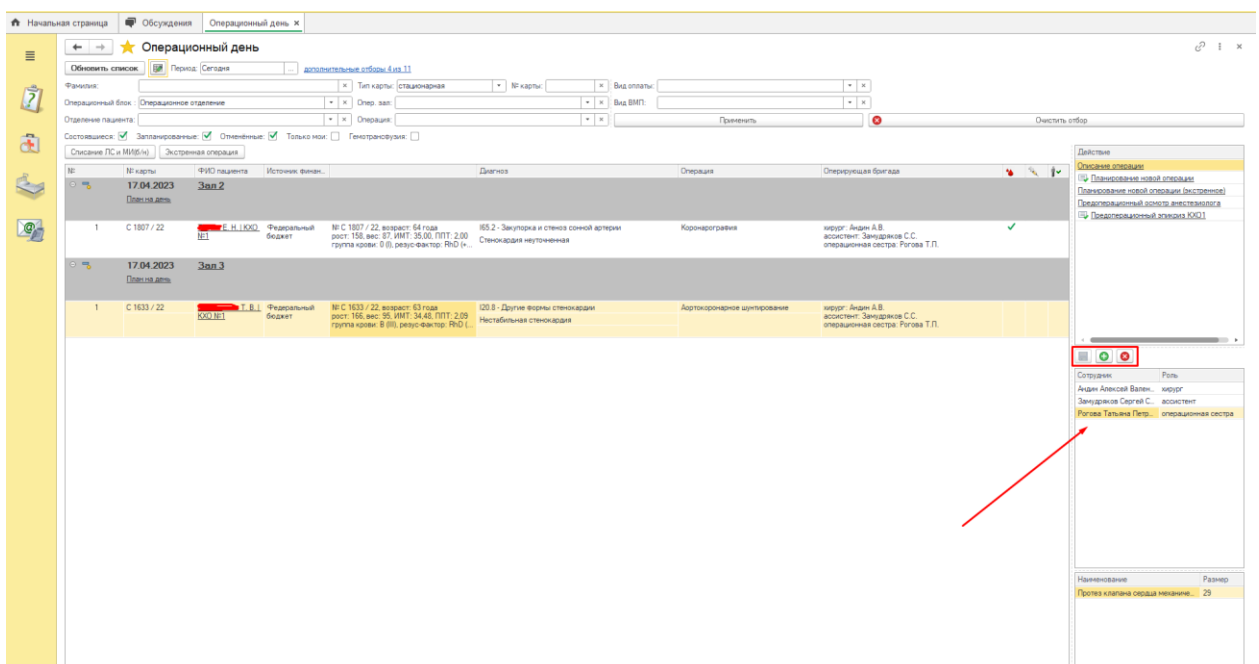 Начальная страница Обсуждения Операционный день ×
Операционный день
Обновить список Период: Сегодня ... дополнительные отборы 4 из 11
Фамилия: Тип карты: стационарная № карты: Вид оплаты:
Операционный блок : Операционное отделение Опер. зал: Вид ВМП:
Отделение пациента: Операция: Применить Очистить отбор
Состоявшиеся: Запланированные: Отменённые: Только мои: Гемотрансфузия:
Списание ЛС и МИ(б/н) Экстренная операция
№ № карты ФИО пациента Источник финан... Диагноз Операция Оперирующая бригада
17.04.2023 Зал 2
План на день
1 С 1807 / 22 Е. Н. | КХО №1 Федеральный бюджет
№ С 1807 / 22, возраст: 64 года
рост: 158, вес: 87, ИМТ: 35,00, ППТ: 2,00
группа крови: 0 (I), резус-фактор: RhD (+...
I65.2 - Закупорка и стеноз сонной артерии
Стенокардия неуточненная
Коронарография
хирург: Андин А.В.
ассистент: Замудряков С.С.
операционная сестра: Рогова Т.П.
17.04.2023 Зал 3
План на день
1 С 1633 / 22 Т. В. | КХО №1 Федеральный бюджет
№ С 1633 / 22, возраст: 63 года
рост: 166, вес: 95, ИМТ: 34,48, ППТ: 2,09
группа крови: B (III), резус-фактор: RhD (...
I20.8 - Другие формы стенокардии
Нестабильная стенокардия
Аортокоронарное шунтирование
хирург: Андин А.В.
ассистент: Замудряков С.С.
операционная сестра: Рогова Т.П.
Действие
Описание операции
Планирование новой операции
Планирование новой операции (экстренное)
Предоперационный осмотр анестезиолога
Предоперационный эпикриз КХО1
Сотрудник Роль
Андин Алексей Вален... хирург
Замудряков Сергей С... ассистент
Рогова Татьяна Петр... операционная сестра
Наименование Размер
Протез клапана сердца механиче... 29